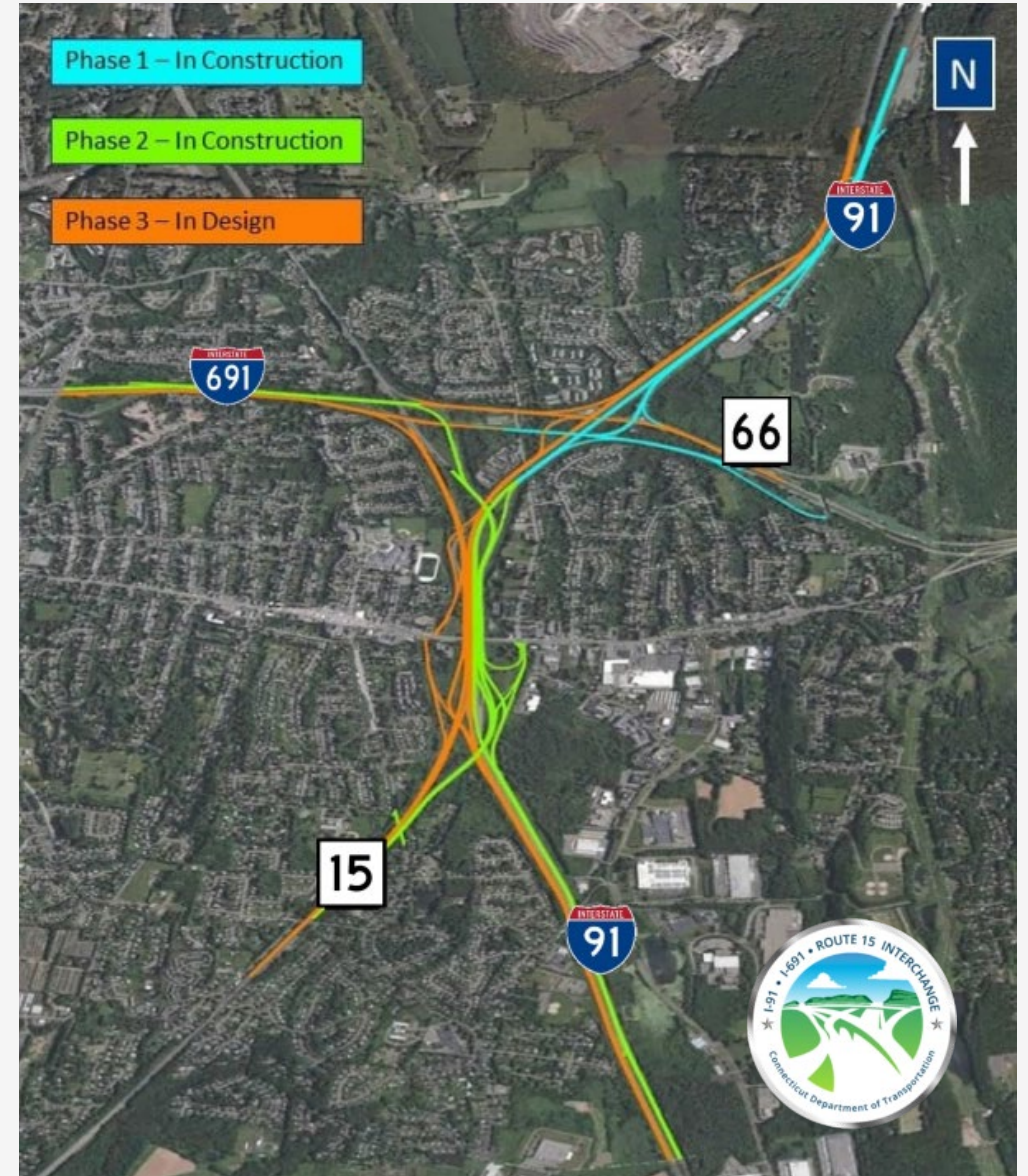 Phase 1 – In Construction
Phase 2 – In Construction
Phase 3 – In Design
N
INTERSTATE
91
INTERSTATE
691
66
15
INTERSTATE
91
I-91 • I-691 • ROUTE 15 INTERCHANGE
Connecticut Department of Transportation